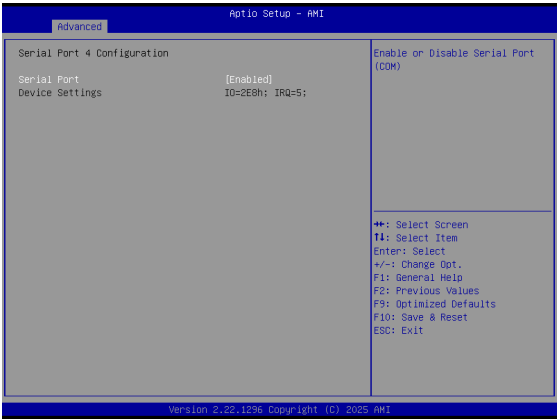 Aptio Setup - AMI
Advanced
Serial Port 4 Configuration
Serial Port [Enabled]
Device Settings IO=2E8h; IRQ=5;
Enable or Disable Serial Port
(COM)
→←: Select Screen
↑↓: Select Item
Enter: Select
+/-: Change Opt.
F1: General Help
F2: Previous Values
F9: Optimized Defaults
F10: Save & Reset
ESC: Exit
Version 2.22.1296 Copyright (C) 2025 AMI